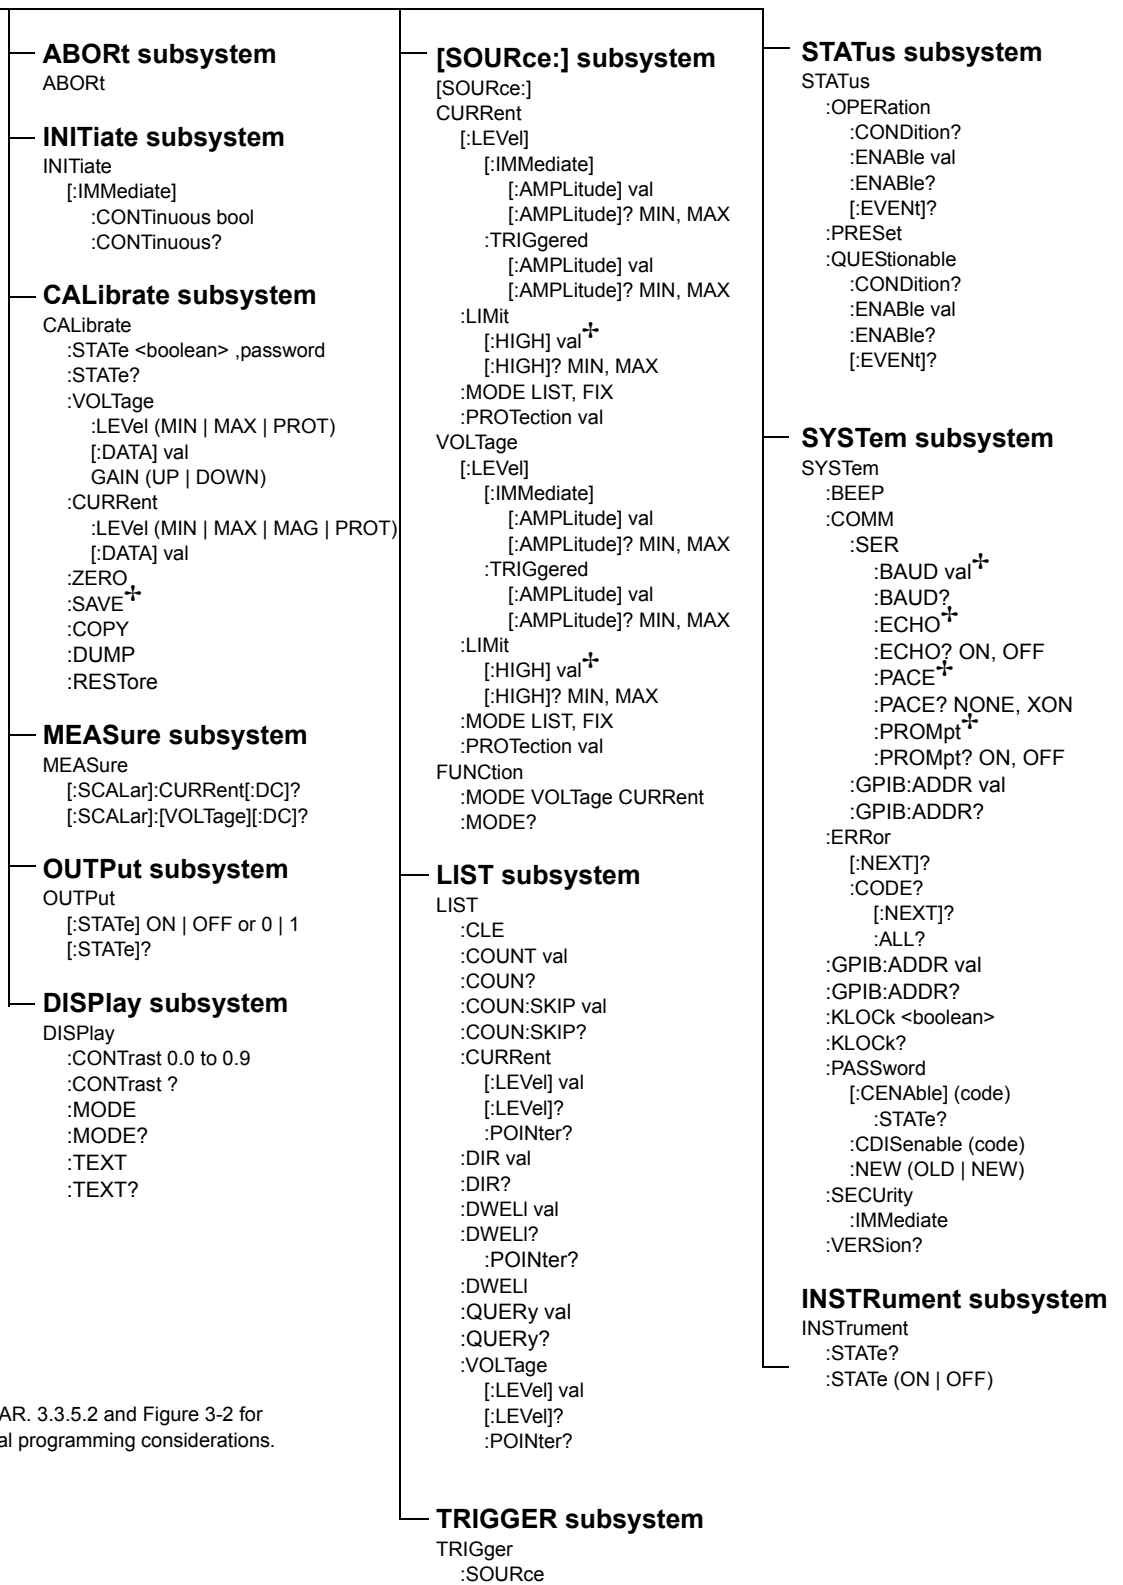 ABORt subsystem
ABORt
INITiate subsystem
INITiate
[:IMMediate]
:CONTinuous bool
:CONTinuous?
CALibrate subsystem
CALibrate
:STATe <boolean> ,password
:STATe?
:VOLTage
:LEVel (MIN | MAX | PROT)
[:DATA] val
GAIN (UP | DOWN)
:CURRent
:LEVel (MIN | MAX | MAG | PROT)
[:DATA] val
:ZERO
:SAVE✢
:COPY
:DUMP
:RESTore
MEASure subsystem
MEASure
[:SCALar]:CURRent[:DC]?
[:SCALar]:[VOLTage][:DC]?
OUTPut subsystem
OUTPut
[:STATe] ON | OFF or 0 | 1
[:STATe]?
DISPlay subsystem
DISPlay
:CONTrast 0.0 to 0.9
:CONTrast ?
:MODE
:MODE?
:TEXT
:TEXT?
AR. 3.3.5.2 and Figure 3-2 for
al programming considerations.
[SOURce:] subsystem
[SOURce:]
CURRent
[:LEVel]
[:IMMediate]
[:AMPLitude] val
[:AMPLitude]? MIN, MAX
:TRIGgered
[:AMPLitude] val
[:AMPLitude]? MIN, MAX
:LIMit
[:HIGH] val✢
[:HIGH]? MIN, MAX
:MODE LIST, FIX
:PROTection val
VOLTage
[:LEVel]
[:IMMediate]
[:AMPLitude] val
[:AMPLitude]? MIN, MAX
:TRIGgered
[:AMPLitude] val
[:AMPLitude]? MIN, MAX
:LIMit
[:HIGH] val✢
[:HIGH]? MIN, MAX
:MODE LIST, FIX
:PROTection val
FUNCtion
:MODE VOLTage CURRent
:MODE?
LIST subsystem
LIST
:CLE
:COUNT val
:COUN?
:COUN:SKIP val
:COUN:SKIP?
:CURRent
[:LEVel] val
[:LEVel]?
:POINter?
:DIR val
:DIR?
:DWELl val
:DWELl?
:POINter?
:DWELl
:QUERy val
:QUERy?
:VOLTage
[:LEVel] val
[:LEVel]?
:POINter?
TRIGGER subsystem
TRIGger
:SOURce
STATus subsystem
STATus
:OPERation
:CONDition?
:ENABle val
:ENABle?
[:EVENt]?
:PRESet
:QUEStionable
:CONDition?
:ENABle val
:ENABle?
[:EVENt]?
SYSTem subsystem
SYSTem
:BEEP
:COMM
:SER
:BAUD val✢
:BAUD?
:ECHO✢
:ECHO? ON, OFF
:PACE✢
:PACE? NONE, XON
:PROMpt✢
:PROMpt? ON, OFF
:GPIB:ADDR val
:GPIB:ADDR?
:ERRor
[:NEXT]?
:CODE?
[:NEXT]?
:ALL?
:GPIB:ADDR val
:GPIB:ADDR?
:KLOCk <boolean>
:KLOCk?
:PASSword
[:CENAble] (code)
:STATe?
:CDISenable (code)
:NEW (OLD | NEW)
:SECUrity
:IMMediate
:VERSion?
INSTRument subsystem
INSTrument
:STATe?
:STATe (ON | OFF)